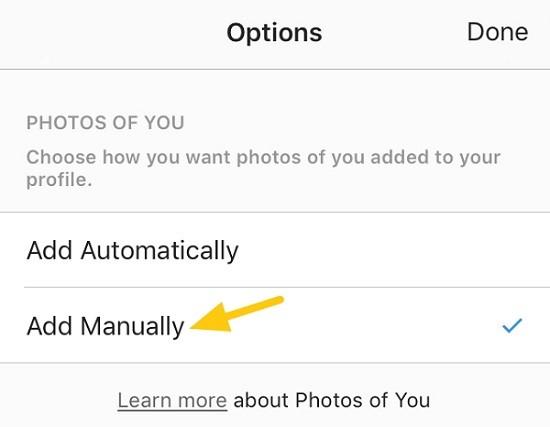 Options
Done
PHOTOS OF YOU
Choose how you want photos of you added to your
profile.
Add Automatically
Add Manually
Learn more about Photos of You